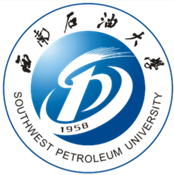 西南石油大学
1958
SOUTHWEST PETROLEUM UNIVERSITY